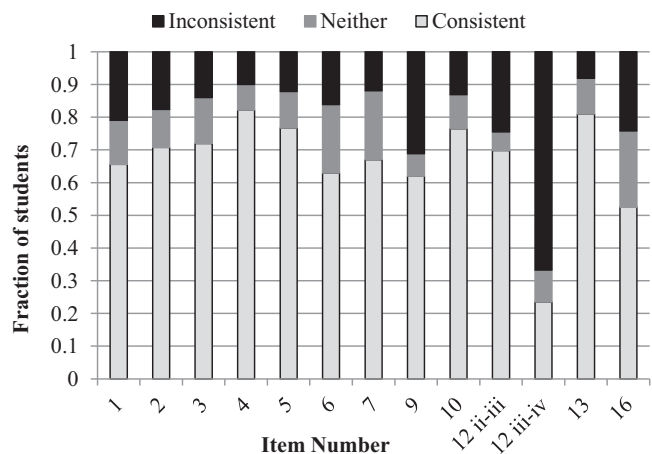 Inconsistent Neither Consistent
1
0.9
0.8
0.7
0.6
0.5
0.4
0.3
0.2
0.1
0
Fraction of students
1 2 3 4 5 6 7 9 10 12 ii-iii 12 iii-iv 13 16
Item Number